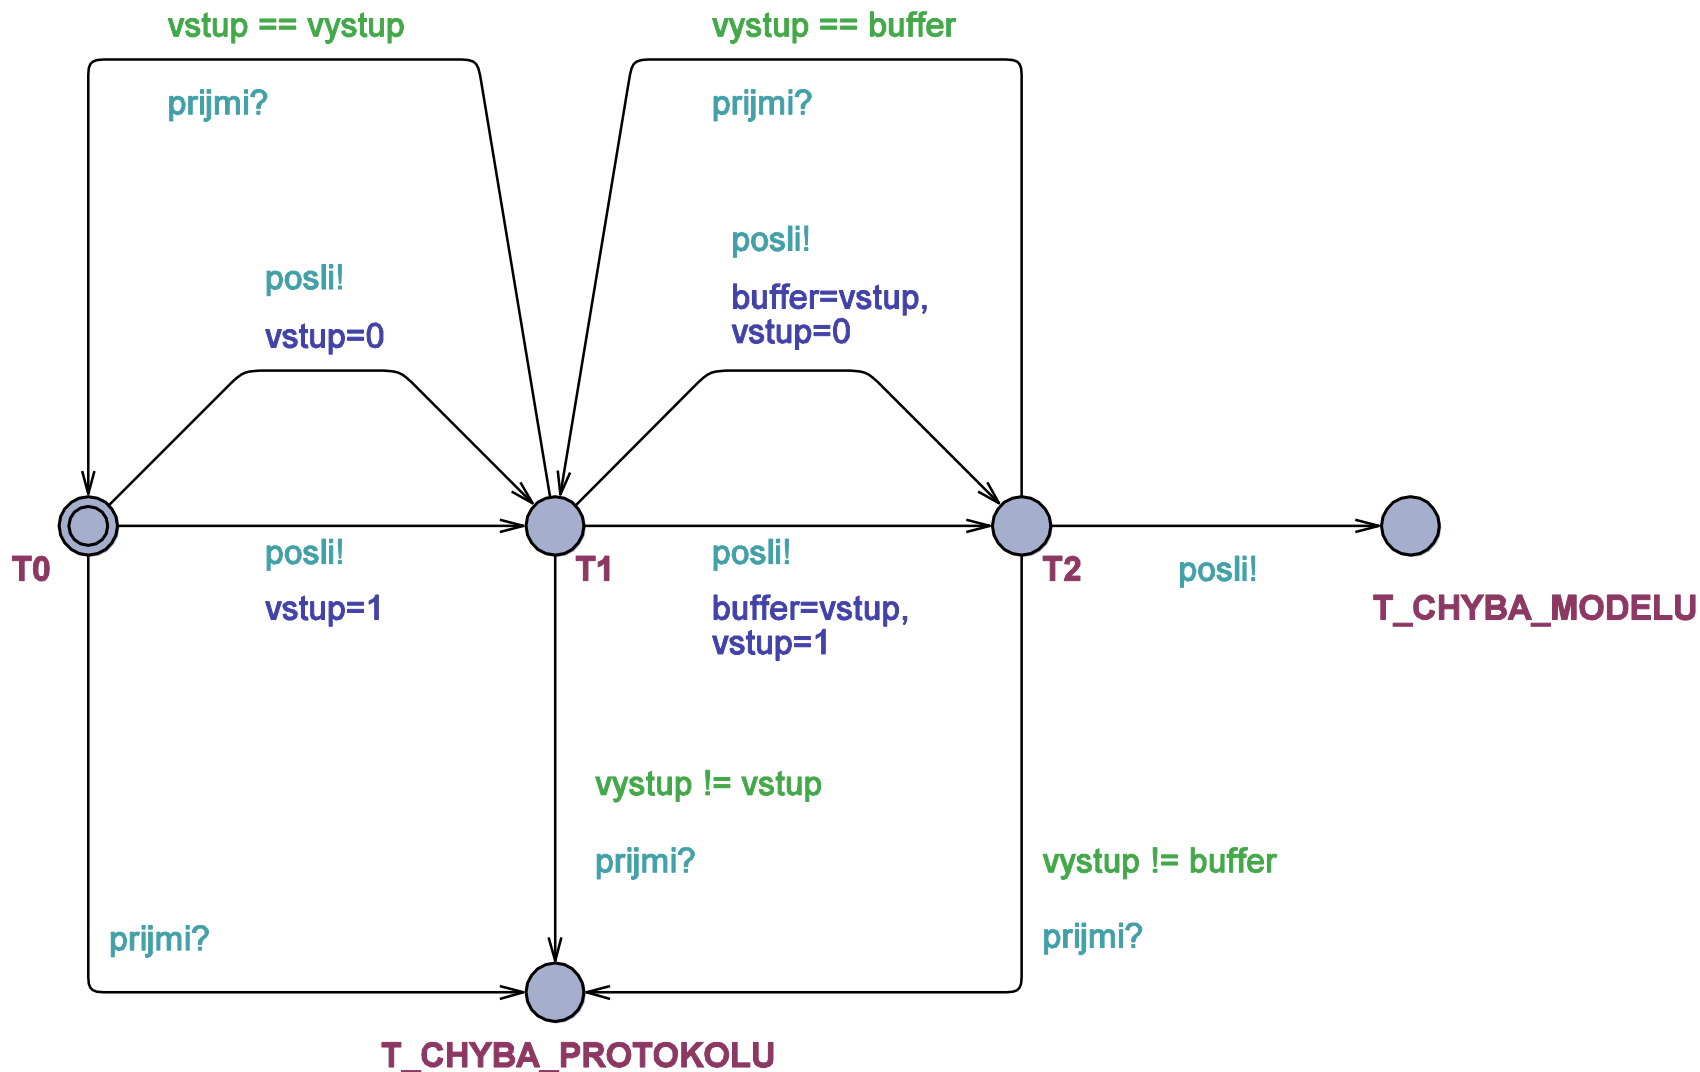 vstup == vystup
vystup == buffer
prijmi?
prijmi?
posli!
buffer=vstup,
vstup=0
posli!
vstup=0
T0
posli!
vstup=1
T1
posli!
buffer=vstup,
vstup=1
T2
posli!
T_CHYBA_MODELU
vystup != vstup
prijmi?
vystup != buffer
prijmi?
prijmi?
T_CHYBA_PROTOKOLU